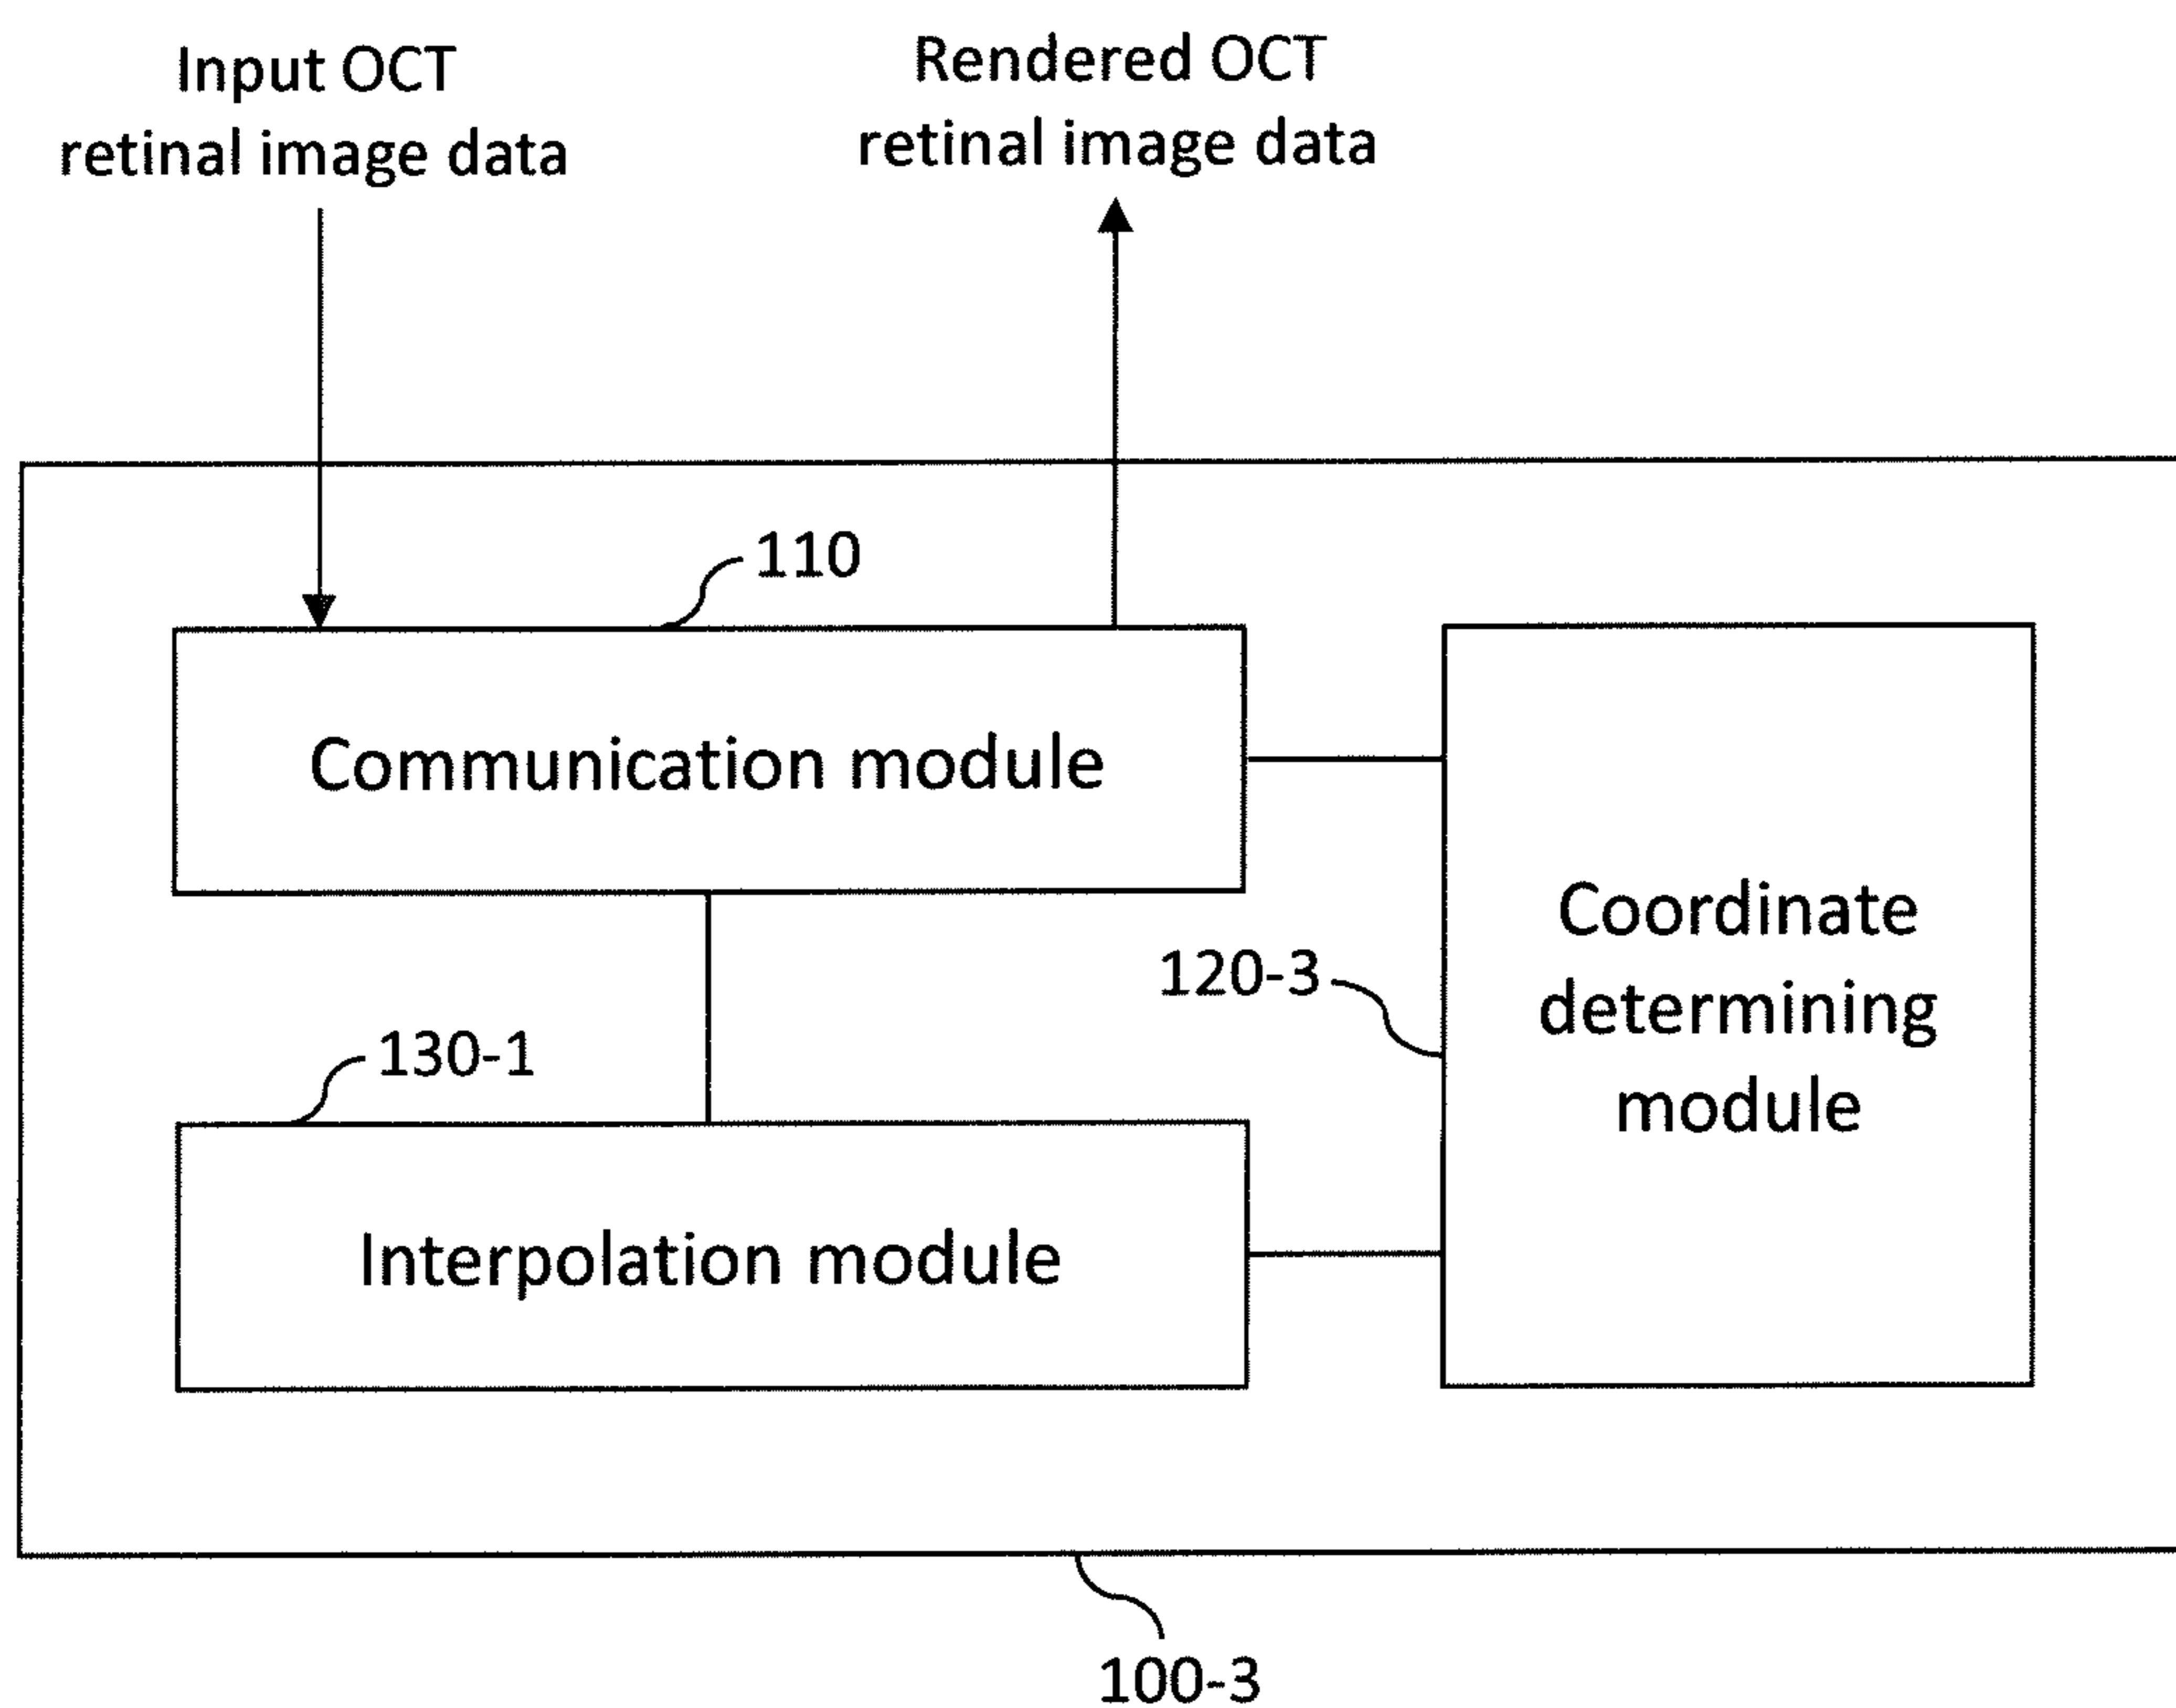 Input OCT
retinal image data
Rendered OCT
retinal image data
110
Communication module
120-3
Coordinate
determining
module
130-1
Interpolation module
100-3